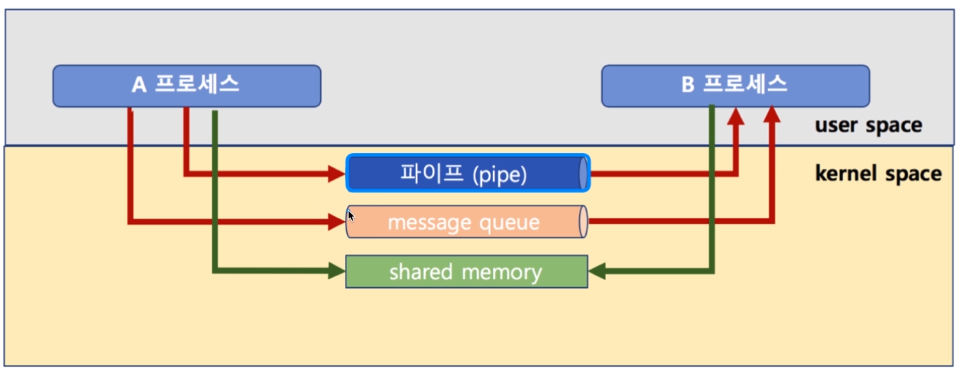 A 프로세스
B 프로세스
user space
kernel space
파이프 (pipe)
message queue
shared memory